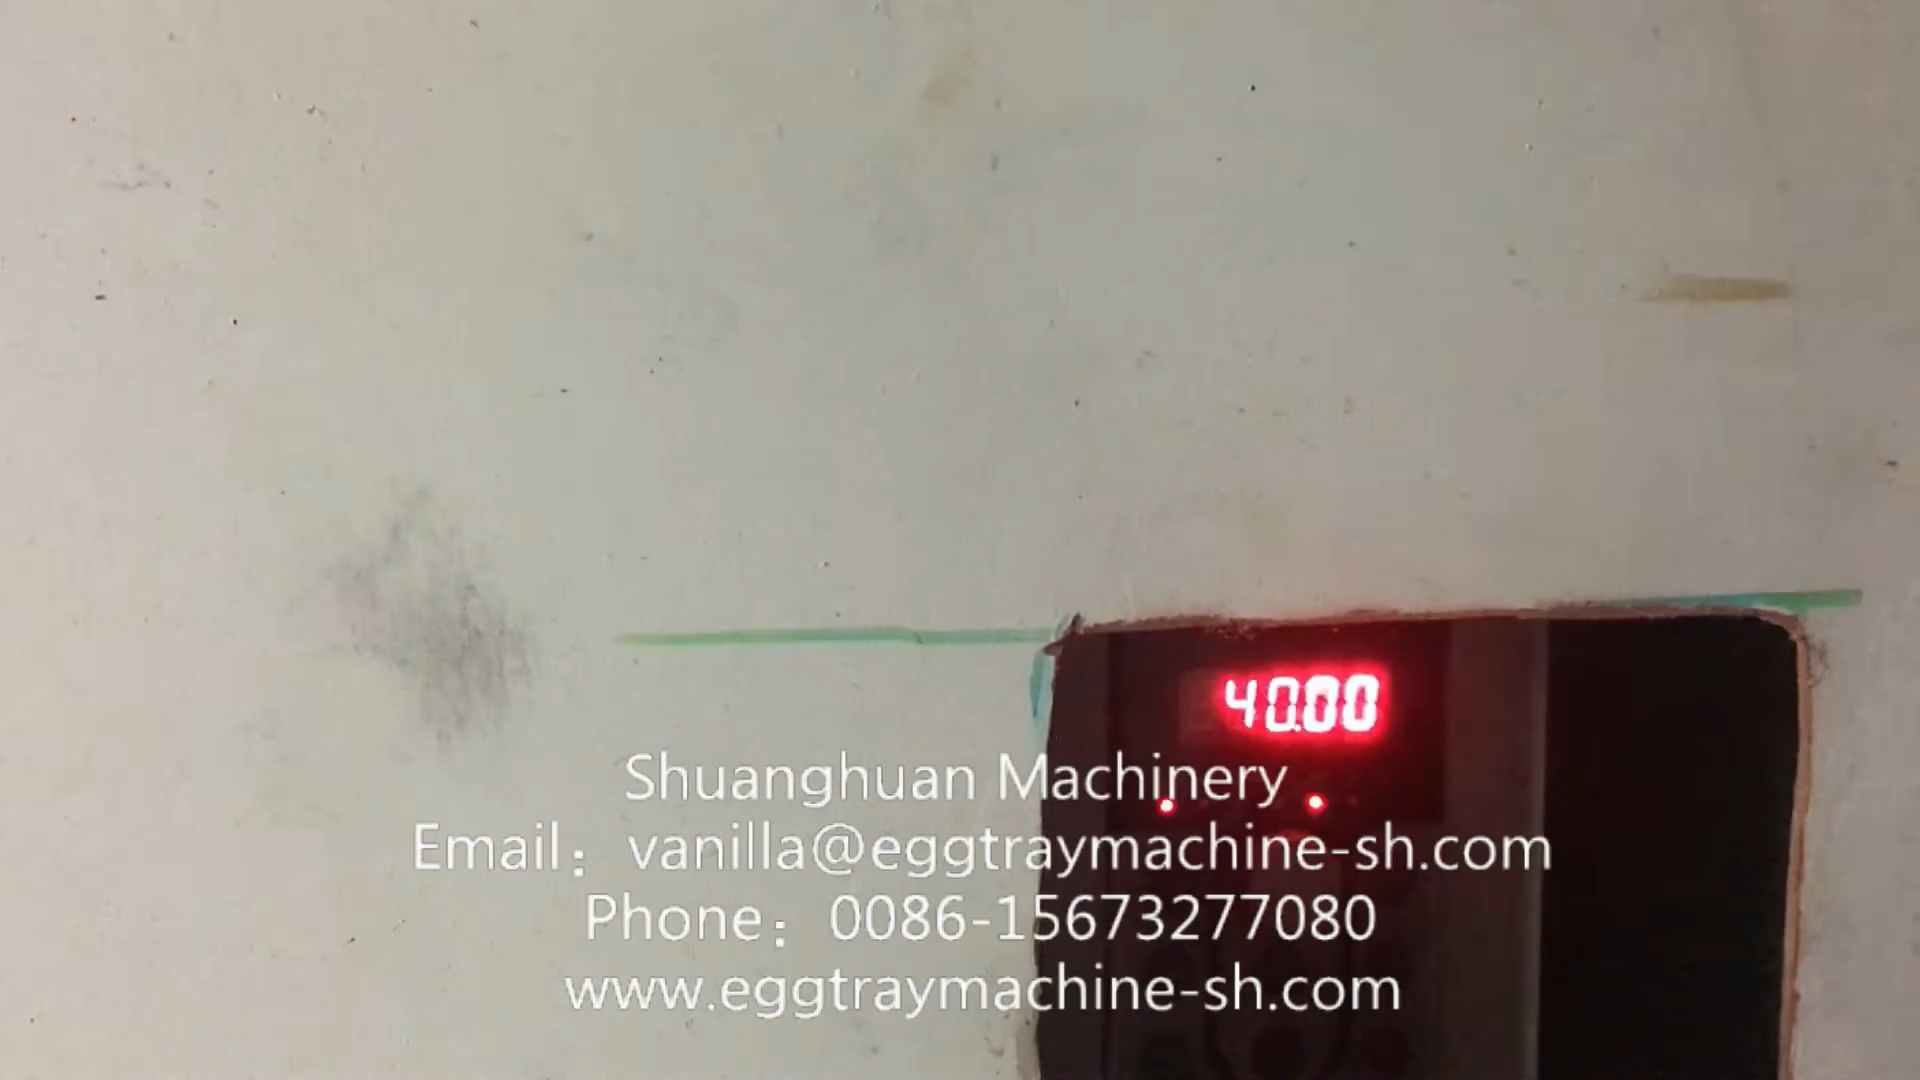 40.00
Shuanghuan Machinery
Email：vanilla@eggtraymachine-sh.com
Phone：0086-15673277080
www.eggtraymachine-sh.com